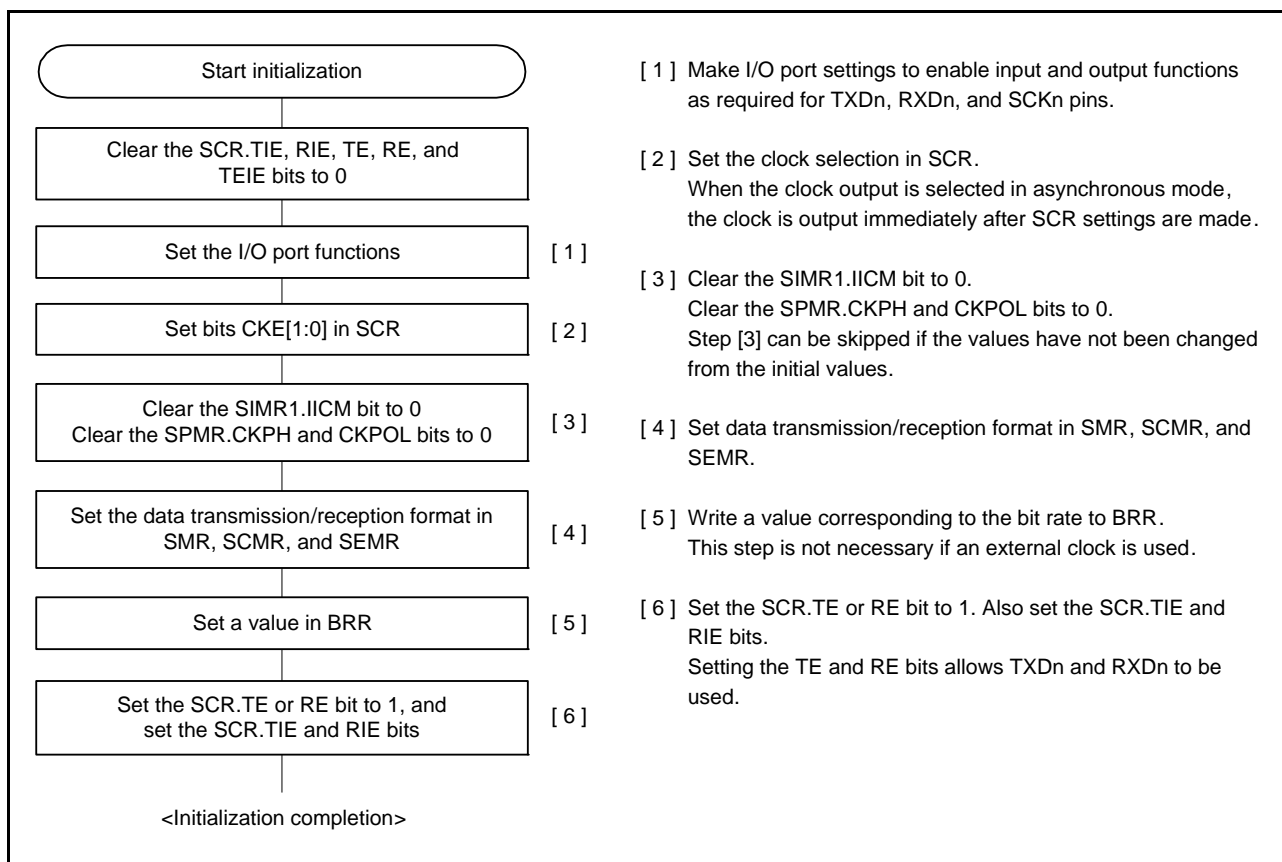 Start initialization
Clear the SCR.TIE, RIE, TE, RE, and
TEIE bits to 0
Set the I/O port functions
[ 1 ]
Set bits CKE[1:0] in SCR
[ 2 ]
Clear the SIMR1.IICM bit to 0
Clear the SPMR.CKPH and CKPOL bits to 0
[ 3 ]
Set the data transmission/reception format in
SMR, SCMR, and SEMR
[ 4 ]
Set a value in BRR
[ 5 ]
Set the SCR.TE or RE bit to 1, and
set the SCR.TIE and RIE bits
[ 6 ]
<Initialization completion>
[ 1 ] Make I/O port settings to enable input and output functions
as required for TXDn, RXDn, and SCKn pins.
[ 2 ] Set the clock selection in SCR.
When the clock output is selected in asynchronous mode,
the clock is output immediately after SCR settings are made.
[ 3 ] Clear the SIMR1.IICM bit to 0.
Clear the SPMR.CKPH and CKPOL bits to 0.
Step [3] can be skipped if the values have not been changed
from the initial values.
[ 4 ] Set data transmission/reception format in SMR, SCMR, and
SEMR.
[ 5 ] Write a value corresponding to the bit rate to BRR.
This step is not necessary if an external clock is used.
[ 6 ] Set the SCR.TE or RE bit to 1. Also set the SCR.TIE and
RIE bits.
Setting the TE and RE bits allows TXDn and RXDn to be
used.